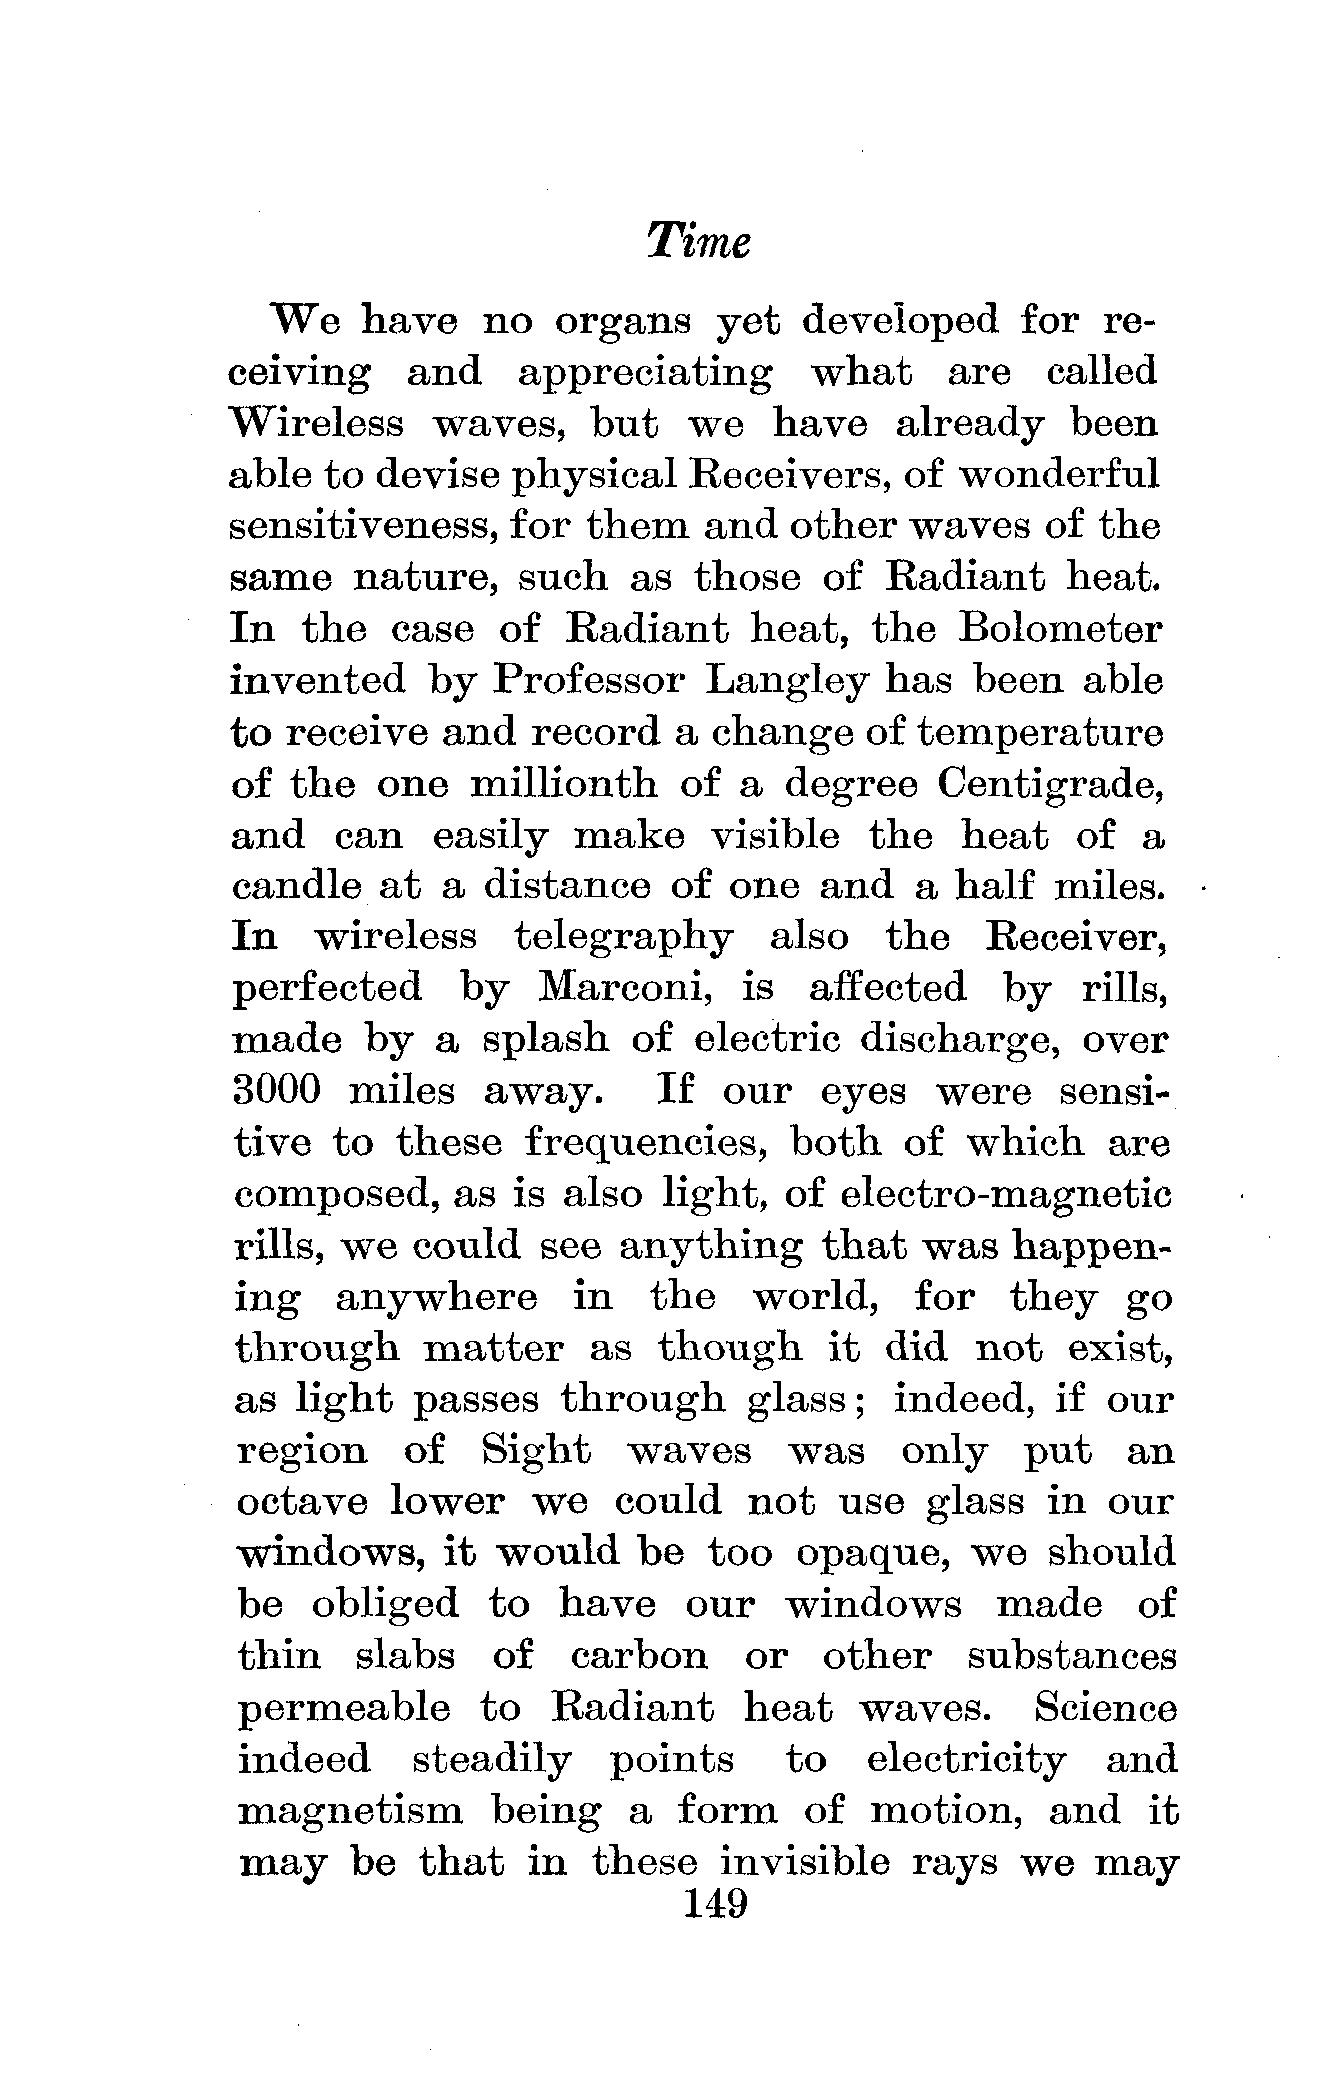 Time
We have no organs yet developed for re-
ceiving and appreciating what are called
Wireless waves, but we have already been
able to devise physical Receivers, of wonderful
sensitiveness, for them and other waves of the
same nature, such as those of Radiant heat.
In the case of Radiant heat, the Bolometer
invented by Professor Langley has been able
to receive and record a change of temperature
of the one millionth of a degree Centigrade,
and can easily make visible the heat of a
candle at a distance of one and a half miles.
In wireless telegraphy also the Receiver,
perfected by Marconi, is affected by rills,
made by a splash of electric discharge, over
3000 miles away. If our eyes were sensi-
tive to these frequencies, both of which are
composed, as is also light, of electro-magnetic
rills, we could see anything that was happen-
ing anywhere in the world, for they go
through matter as though it did not exist,
as light passes through glass; indeed, if our
region of Sight waves was only put an
octave lower we could not use glass in our
windows, it would be too opaque, we should
be obliged to have our windows made of
thin slabs of carbon or other substances
permeable to Radiant heat waves. Science
indeed steadily points to electricity and
magnetism being a form of motion, and it
may be that in these invisible rays we may
149